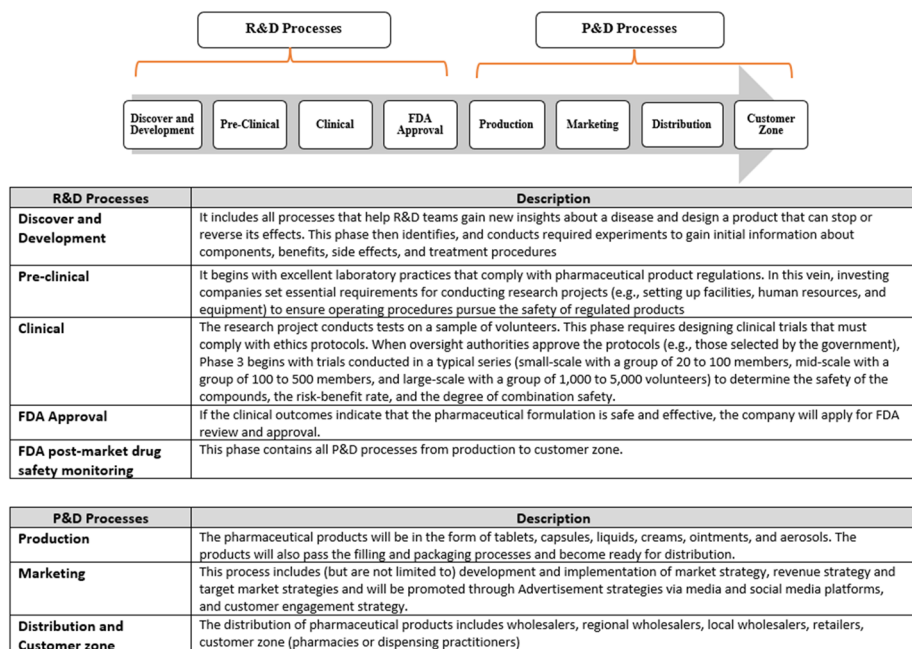 R&D Processes
P&D Processes
Discover and
Development
Pre-Clinical
Clinical
FDA
Approval
Production
Marketing
Distribution
Customer
Zone
R&D Processes
Description
Discover and
Development
It includes all processes that help R&D teams gain new insights about a disease and design a product that can stop or
reverse its effects. This phase then identifies, and conducts required experiments to gain initial information about
components, benefits, side effects, and treatment procedures
Pre-clinical
It begins with excellent laboratory practices that comply with pharmaceutical product regulations. In this vein, investing
companies set essential requirements for conducting research projects (e.g., setting up facilities, human resources, and
equipment) to ensure operating procedures pursue the safety of regulated products
Clinical
The research project conducts tests on a sample of volunteers. This phase requires designing clinical trials that must
comply with ethics protocols. When oversight authorities approve the protocols (e.g., those selected by the government),
Phase 3 begins with trials conducted in a typical series (small-scale with a group of 20 to 100 members, mid-scale with a
group of 100 to 500 members, and large-scale with a group of 1,000 to 5,000 volunteers) to determine the safety of the
compounds, the risk-benefit rate, and the degree of combination safety.
FDA Approval
If the clinical outcomes indicate that the pharmaceutical formulation is safe and effective, the company will apply for FDA
review and approval.
FDA post-market drug
safety monitoring
This phase contains all P&D processes from production to customer zone.
P&D Processes
Description
Production
The pharmaceutical products will be in the form of tablets, capsules, liquids, creams, ointments, and aerosols. The
products will also pass the filling and packaging processes and become ready for distribution.
Marketing
This process includes (but are not limited to) development and implementation of market strategy, revenue strategy and
target market strategies and will be promoted through Advertisement strategies via media and social media platforms,
and customer engagement strategy.
Distribution and
Customer zone
The distribution of pharmaceutical products includes wholesalers, regional wholesalers, local wholesalers, retailers,
customer zone (pharmacies or dispensing practitioners)